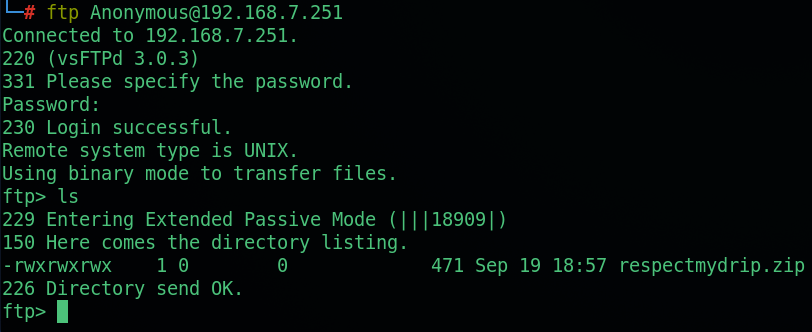 └─# ftp Anonymous@192.168.7.251
Connected to 192.168.7.251.
220 (vsFTPd 3.0.3)
331 Please specify the password.
Password:
230 Login successful.
Remote system type is UNIX.
Using binary mode to transfer files.
ftp> ls
229 Entering Extended Passive Mode (|||18909|)
150 Here comes the directory listing.
-rwxrwxrwx    1 0        0             471 Sep 19 18:57 respectmydrip.zip
226 Directory send OK.
ftp>